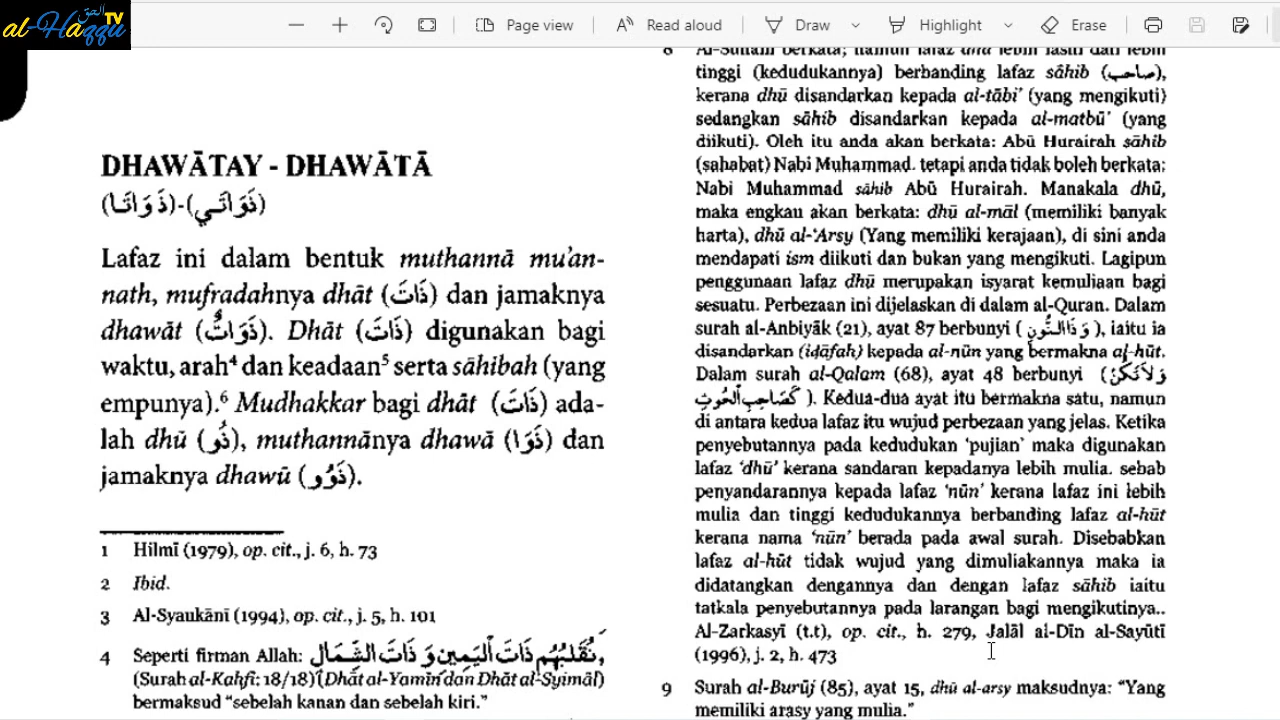 الحق
al-Haqqu TV
Page view
Read aloud
Draw
Highlight
Erase
DHAWĀTAY - DHAWĀTĀ
(ذَوَاتَي)-(ذَوَاتَا)
Lafaz ini dalam bentuk muthannā mu'an-
nath, mufradahnya dhāt (ذَاتَ) dan jamaknya
dhawāt (ذَوَاتٌ). Dhāt (ذَاتَ) digunakan bagi
waktu, arah⁴ dan keadaan⁵ serta sāhibah (yang
empunya).⁶ Mudhakkar bagi dhāt (ذَاتَ) ada-
lah dhū (ذُو), muthannānya dhawā (ذَوَا) dan
jamaknya dhawū (ذَوُو).
1 Hilmī (1979), op. cit., j. 6, h. 73
2 Ibid.
3 Al-Syaukānī (1994), op. cit., j. 5, h. 101
4 Seperti firman Allah: وَنُقَلِّبُهُمْ ذَاتَ الْيَمِينِ وَ ذَاتَ الشِّمَالِ
(Surah al-Kahfi: 18/18) (Dhāt al-Yamīn dan Dhāt al-Syimāl)
bermaksud "sebelah kanan dan sebelah kiri."
8 berkata; namun lafaz dhū lebih dan lebih
tinggi (kedudukannya) berbanding lafaz sāhib (صاحب),
kerana dhū disandarkan kepada al-tābi' (yang mengikuti)
sedangkan sāhib disandarkan kepada al-matbū' (yang
diikuti). Oleh itu anda akan berkata: Abū Hurairah sāhib
(sahabat) Nabi Muhammad. tetapi anda tidak boleh berkata:
Nabi Muhammad sāhib Abū Hurairah. Manakala dhū,
maka engkau akan berkata: dhū al-māl (memiliki banyak
harta), dhū al-'Arsy (Yang memiliki kerajaan), di sini anda
mendapati ism diikuti dan bukan yang mengikuti. Lagipun
penggunaan lafaz dhū merupakan isyarat kemuliaan bagi
sesuatu. Perbezaan ini dijelaskan di dalam al-Quran. Dalam
surah al-Anbiyāk (21), ayat 87 berbunyi ( وَذَا النُّونِ ), iaitu ia
disandarkan (iḍāfah) kepada al-nūn yang bermakna al-ḥūt.
Dalam surah al-Qalam (68), ayat 48 berbunyi (وَلَا تَكُنْ
كَصَاحِبِ الْحُوتِ ). Kedua-dua ayat itu bermakna satu, namun
di antara kedua lafaz itu wujud perbezaan yang jelas. Ketika
penyebutannya pada kedudukan 'pujian' maka digunakan
lafaz 'dhū' kerana sandaran kepadanya lebih mulia. sebab
penyandarannya kepada lafaz 'nūn' kerana lafaz ini lebih
mulia dan tinggi kedudukannya berbanding lafaz al-hūt
kerana nama 'nūn' berada pada awal surah. Disebabkan
lafaz al-hūt tidak wujud yang dimuliakannya maka ia
didatangkan dengannya dan dengan lafaz sāhib iaitu
tatkala penyebutannya pada larangan bagi mengikutinya..
Al-Zarkasyī (t.t), op. cit., h. 279, Jalāl al-Dīn al-Sayūtī
(1996), j. 2, h. 473
9 Surah al-Burūj (85), ayat 15, dhū al-arsy maksudnya: "Yang
memiliki arasy yang mulia."